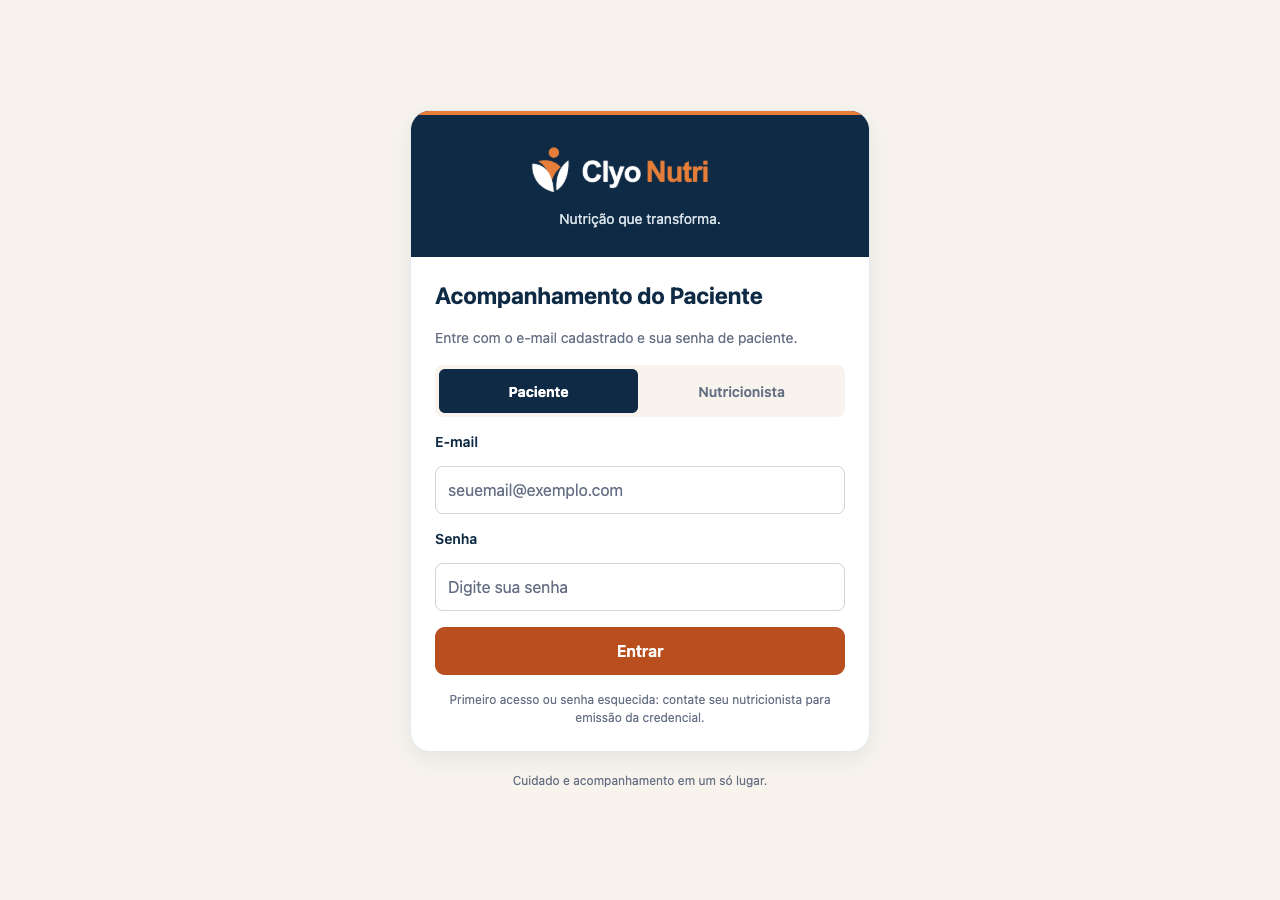 Clyo Nutri
Nutrição que transforma.
Acompanhamento do Paciente
Entre com o e-mail cadastrado e sua senha de paciente.
Paciente
Nutricionista
E-mail
seuemail@exemplo.com
Senha
Digite sua senha
Entrar
Primeiro acesso ou senha esquecida: contate seu nutricionista para
emissão da credencial.
Cuidado e acompanhamento em um só lugar.